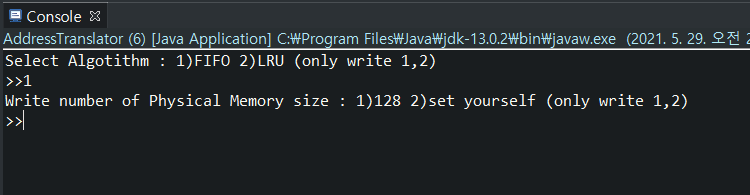 Console
AddressTranslator (6) [Java Application] C:₩Program Files₩Java₩jdk-13.0.2₩bin₩javaw.exe (2021. 5. 29. 오전
Select Algotithm : 1)FIFO 2)LRU (only write 1,2)
>>1
Write number of Physical Memory size : 1)128 2)set yourself (only write 1,2)
>>